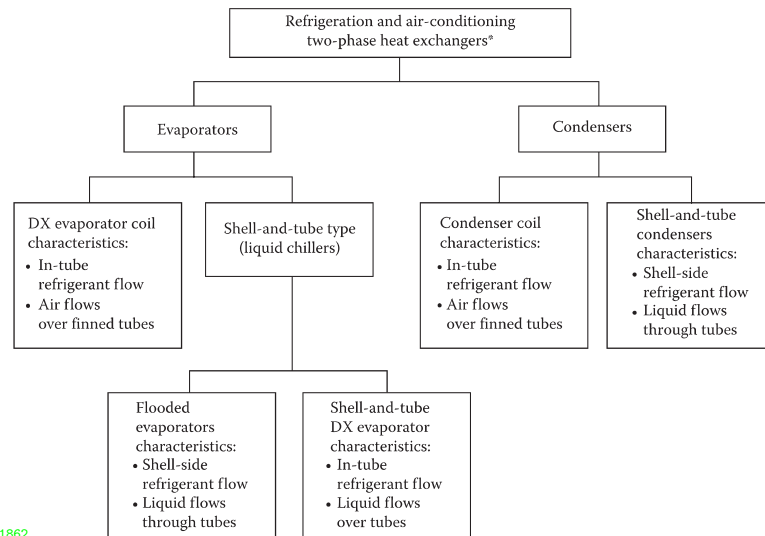 Refrigeration and air-conditioning
two-phase heat exchangers*
Evaporators
Condensers
DX evaporator coil
characteristics:
• In-tube
refrigerant flow
• Air flows
over finned tubes
Shell-and-tube type
(liquid chillers)
Condenser coil
characteristics:
• In-tube
refrigerant flow
• Air flows
over finned tubes
Shell-and-tube
condensers
characteristics:
• Shell-side
refrigerant flow
• Liquid flows
through tubes
Flooded
evaporators
characteristics:
• Shell-side
refrigerant flow
• Liquid flows
through tubes
Shell-and-tube
DX evaporator
characteristics:
• In-tube
refrigerant flow
• Liquid flows
over tubes
1862